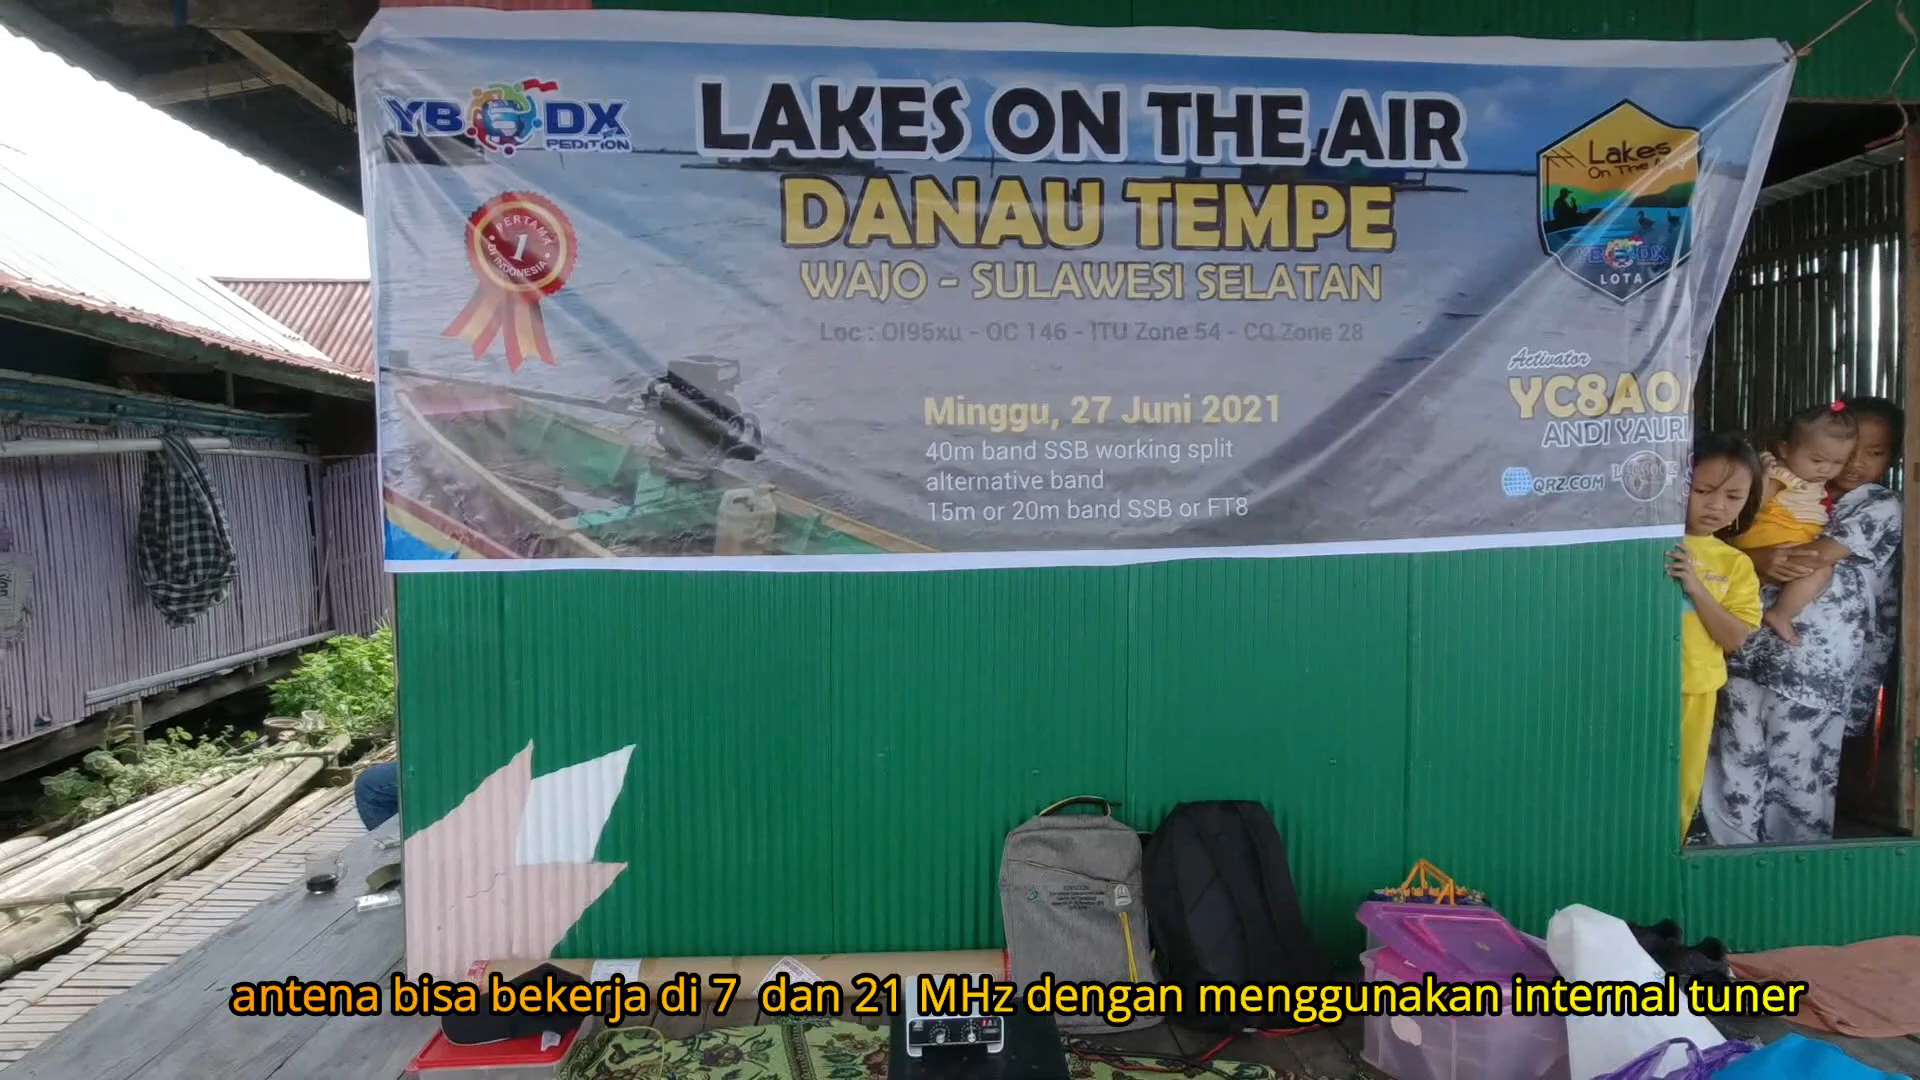 YB DX
PEDITION
LAKES ON THE AIR
DANAU TEMPE
WAJO - SULAWESI SELATAN
Loc : OI95xu - OC 146 - ITU Zone 54 - CQ Zone 28
PERTAMA
1
DI INDONESIA
Lakes
On The
YB DX
LOTA
Minggu, 27 Juni 2021
40m band SSB working split
alternative band
15m or 20m band SSB or FT8
Activator
YC8AO
ANDI YAURI
QRZ.COM
antena bisa bekerja di 7 dan 21 MHz dengan menggunakan internal tuner